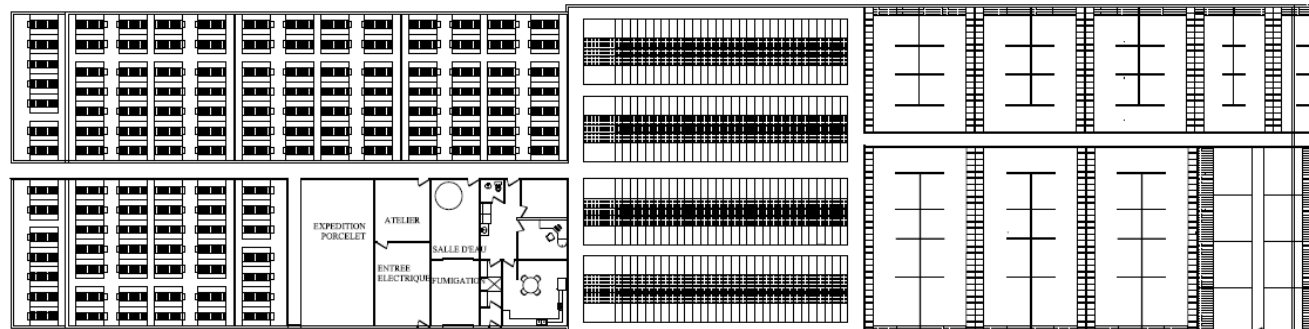 EXPEDITION
PORCELET
ATELIER
ENTREE
ELECTRIQUE
SALLE D'EAU
FUMIGATION